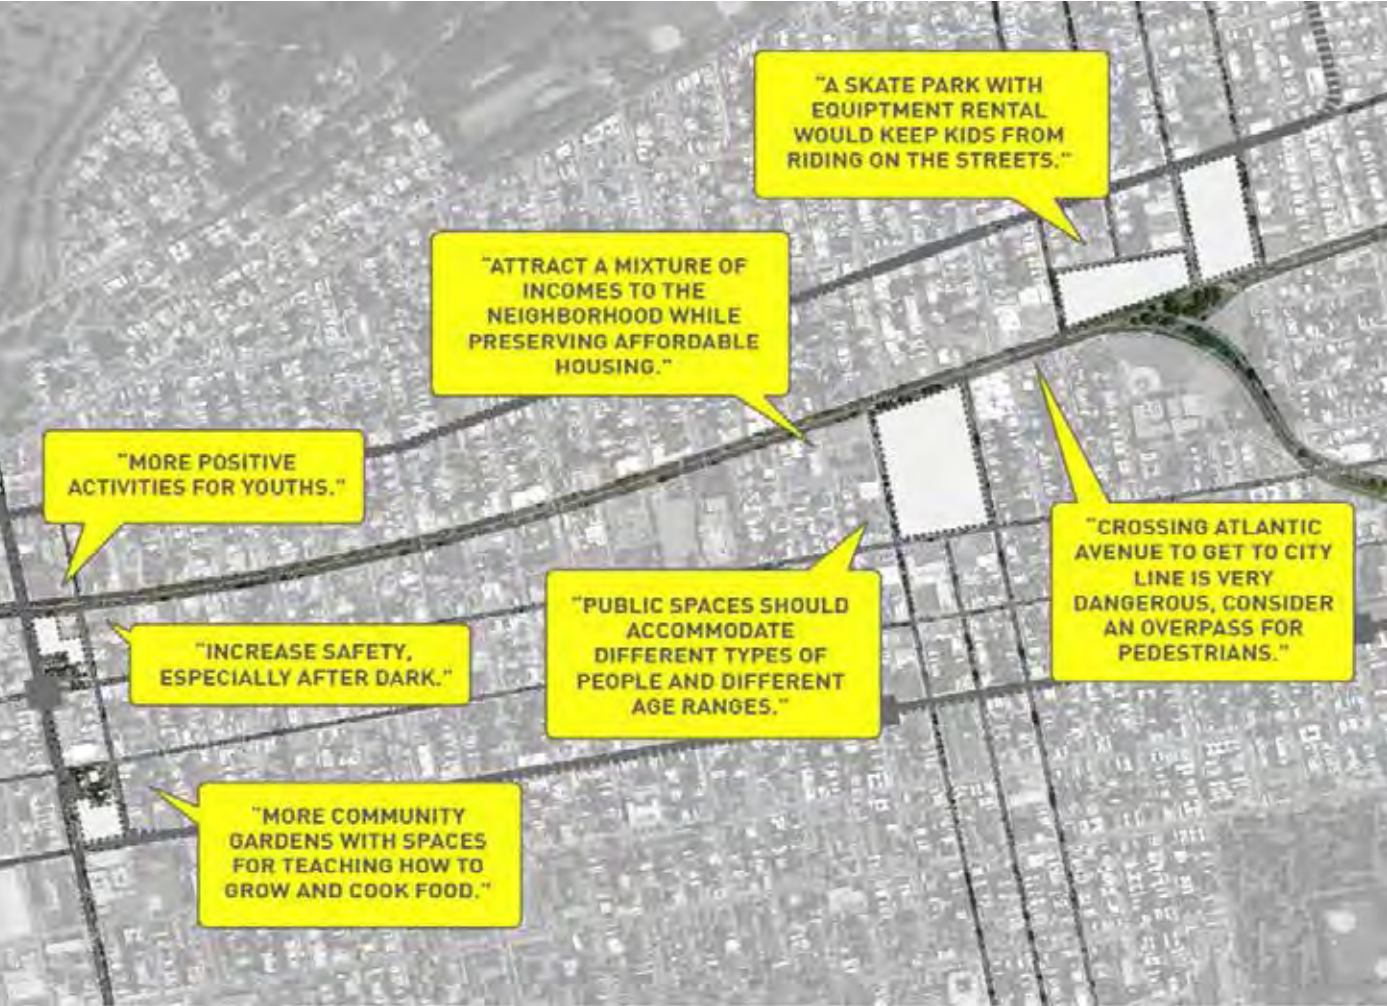 "A SKATE PARK WITH
EQUIPTMENT RENTAL
WOULD KEEP KIDS FROM
RIDING ON THE STREETS."
"ATTRACT A MIXTURE OF
INCOMES TO THE
NEIGHBORHOOD WHILE
PRESERVING AFFORDABLE
HOUSING."
"MORE POSITIVE
ACTIVITIES FOR YOUTHS."
"CROSSING ATLANTIC
AVENUE TO GET TO CITY
LINE IS VERY
DANGEROUS, CONSIDER
AN OVERPASS FOR
PEDESTRIANS."
"PUBLIC SPACES SHOULD
ACCOMMODATE
DIFFERENT TYPES OF
PEOPLE AND DIFFERENT
AGE RANGES."
"INCREASE SAFETY,
ESPECIALLY AFTER DARK."
"MORE COMMUNITY
GARDENS WITH SPACES
FOR TEACHING HOW TO
GROW AND COOK FOOD."